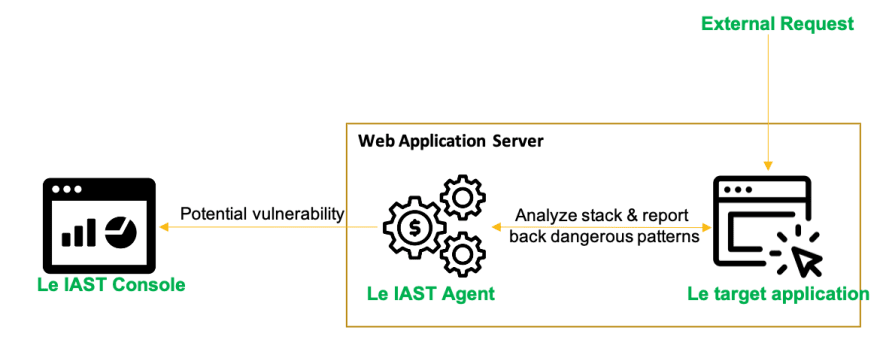 External Request
Web Application Server
Potential vulnerability
Analyze stack & report
back dangerous patterns
$
Le IAST Console
Le IAST Agent
Le target application